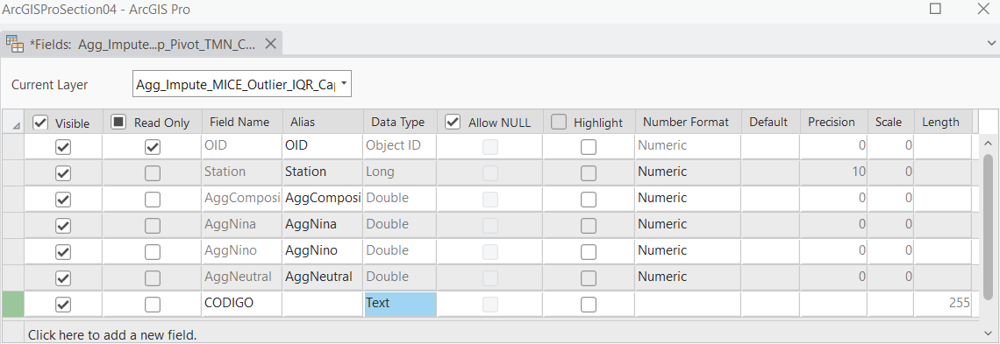 ArcGISProSection04 - ArcGIS Pro
*Fields: Agg_Impute...p_Pivot_TMN_C...
Current Layer Agg_Impute_MICE_Outlier_IQR_Cap
Visible Read Only Field Name Alias Data Type Allow NULL Highlight Number Format Default Precision Scale Length
OID OID Object ID Numeric 0 0
Station Station Long Numeric 10 0
AggComposi AggComposi Double Numeric 0 0
AggNina AggNina Double Numeric 0 0
AggNino AggNino Double Numeric 0 0
AggNeutral AggNeutral Double Numeric 0 0
CODIGO Text 255
Click here to add a new field.